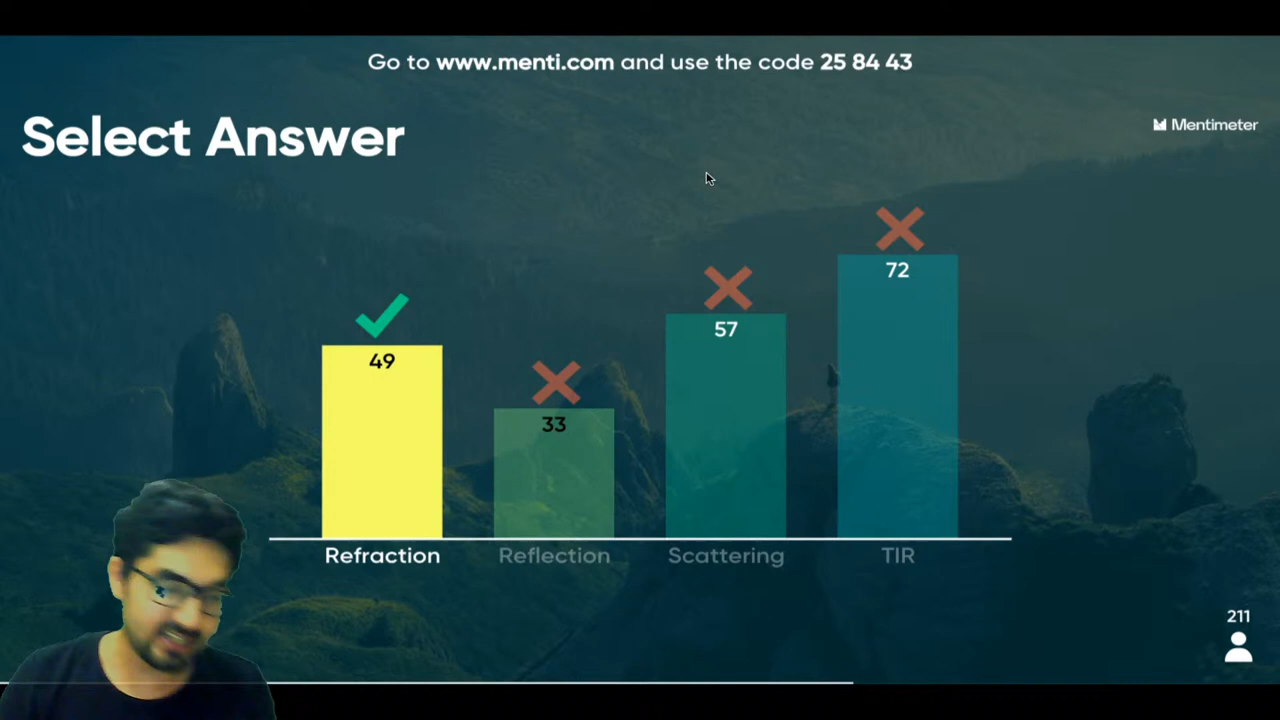 Go to www.menti.com and use the code 25 84 43
Select Answer
Mentimeter
72
57
49
33
Refraction
Reflection
Scattering
TIR
211